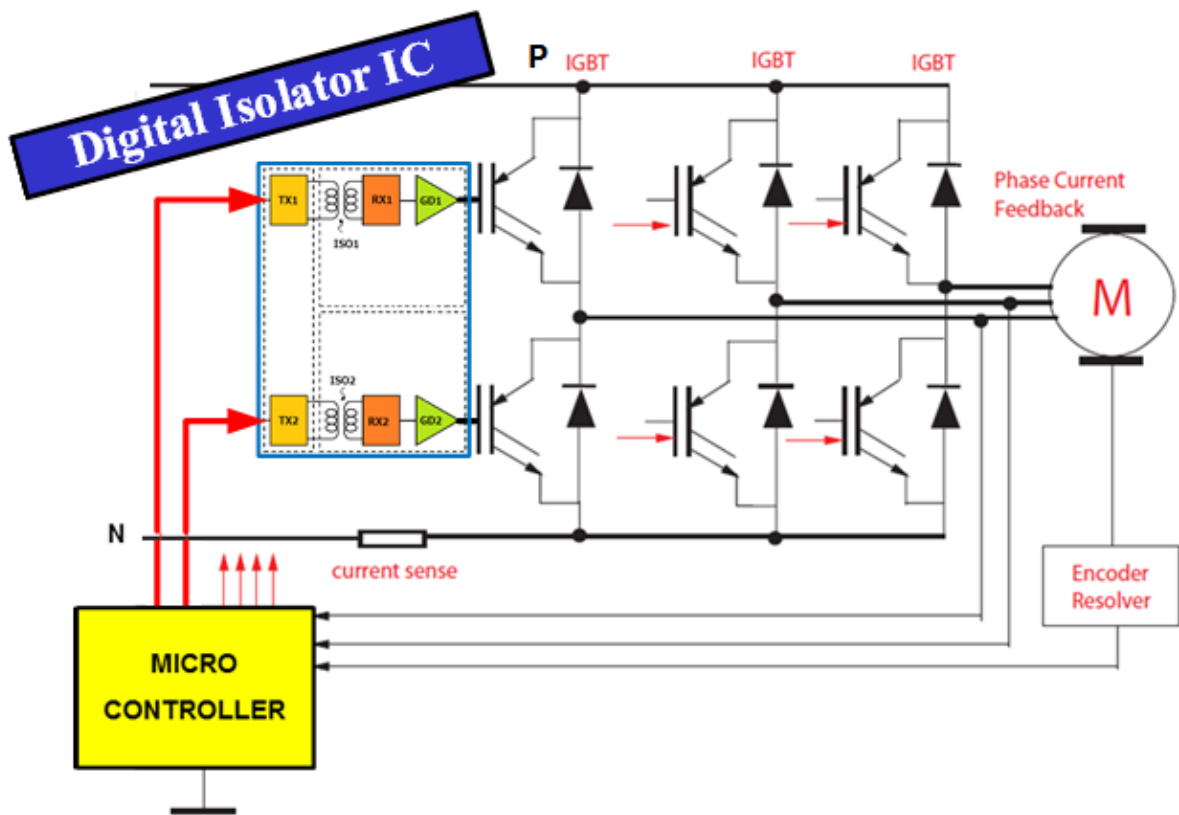 Digital Isolator IC
P
IGBT
IGBT
IGBT
TX1
RX1
GD1
ISO1
Phase Current
Feedback
M
ISO2
TX2
RX2
GD2
N
current sense
Encoder
Resolver
MICRO
CONTROLLER